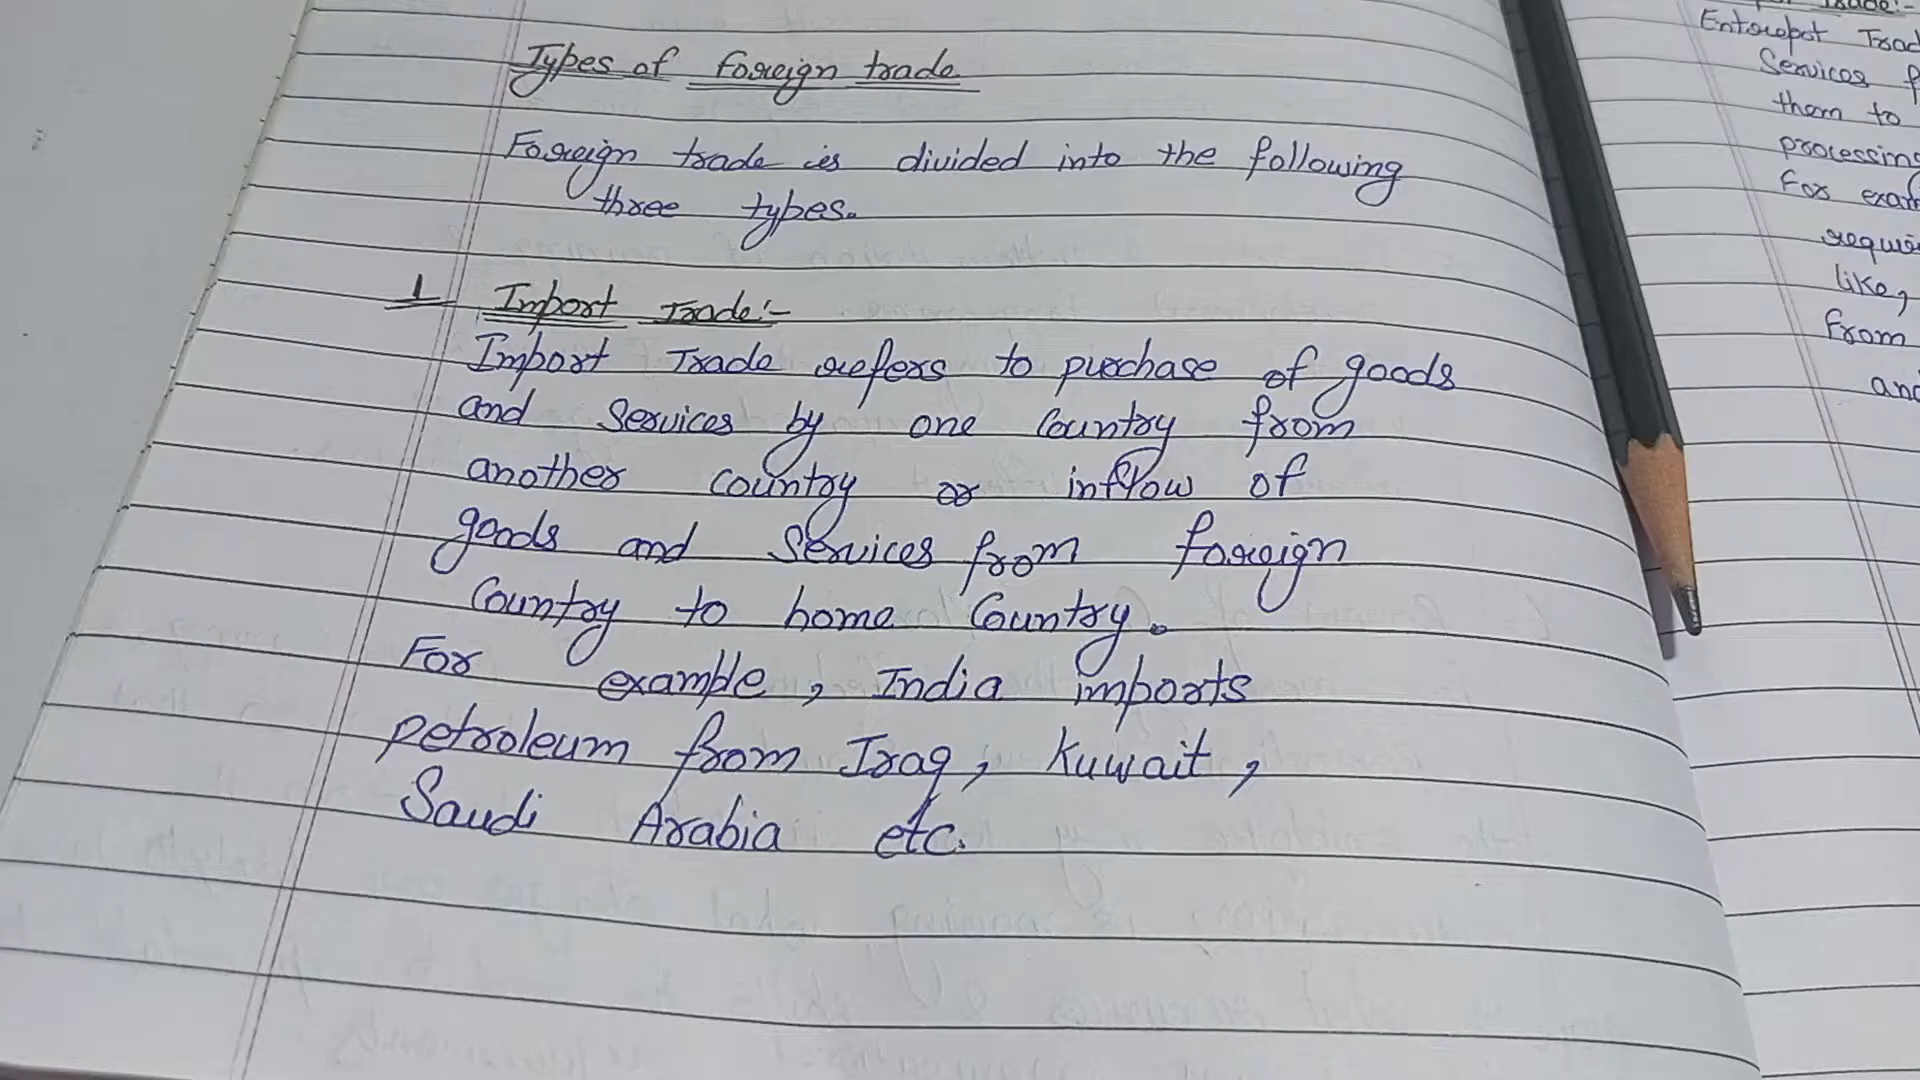 Types of foreign trade
Foreign trade is divided into the following
three types.
1 Import Trade:-
Import Trade refers to purchase of goods
and Services by one Country from
another country or inflow of
goods and Services from foreign
Country to home Country.
For example, India imports
petroleum from Iraq, Kuwait,
Saudi Arabia etc.
Trade:-
Entrepot Trad
Services f
them to
processing
For exam
requi
like,
from
and